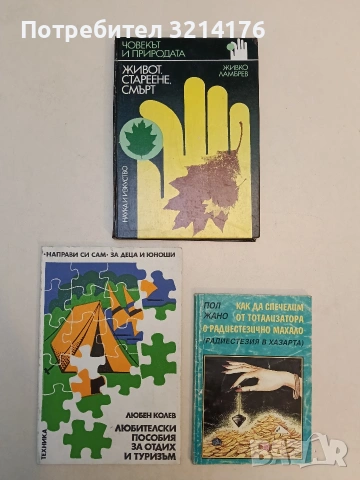 Потребител 3214176
ЧОВЕКЪТ
И ПРИРОДАТА
ЖИВОТ,
СТАРЕЕНЕ,
СМЪРТ
ЖИВКО
ЛАМБРЕВ
НАУКА И ИЗКУСТВО
"НАПРАВИ СИ САМ" ЗА ДЕЦА И ЮНОШИ
ЛЮБЕН КОЛЕВ
ЛЮБИТЕЛСКИ
ПОСОБИЯ
ЗА ОТДИХ
И ТУРИЗЪМ
ТЕХНИКА
ПОЛ
ЖАНО
КАК ДА СПЕЧЕЛИМ
ОТ ТОТАЛИЗАТОРА
С РАДИЕСТЕЗИЧНО МАХАЛО
(РАДИЕСТЕЗИЯ В ХАЗАРТА)
BAZAR